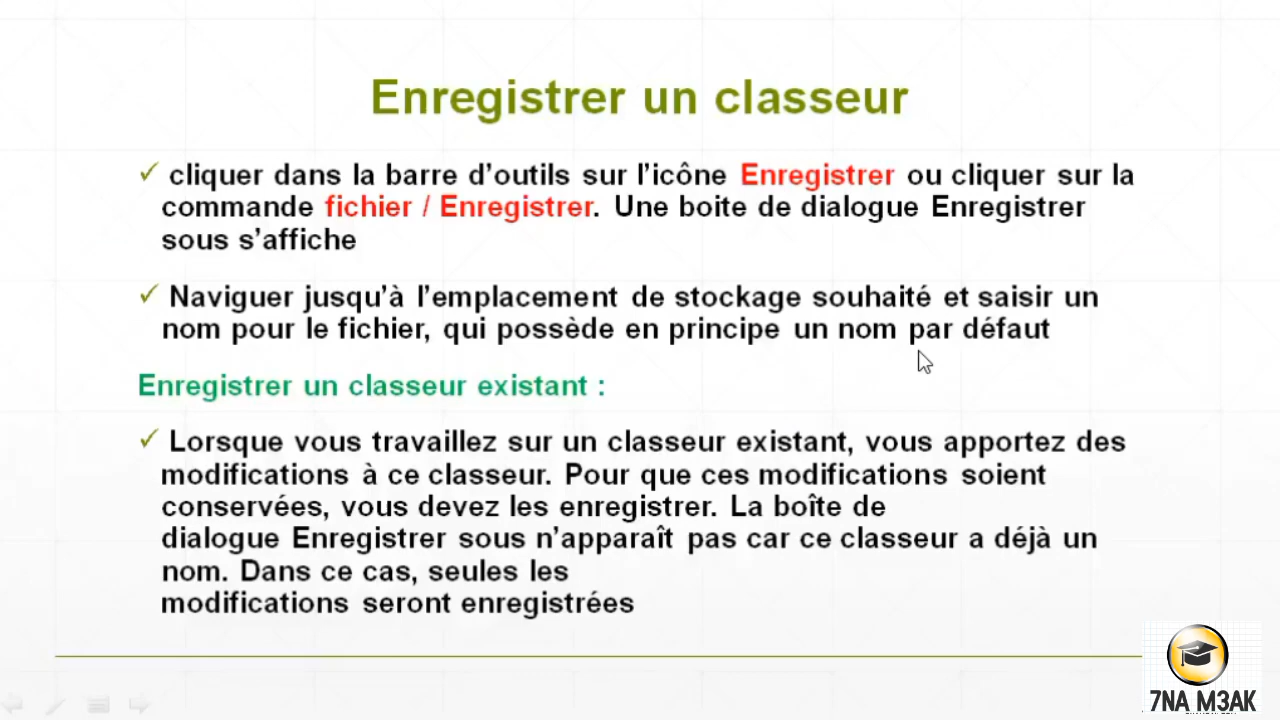 Enregistrer un classeur
✓ cliquer dans la barre d’outils sur l’icône Enregistrer ou cliquer sur la
commande fichier / Enregistrer. Une boite de dialogue Enregistrer
sous s’affiche
✓ Naviguer jusqu’à l’emplacement de stockage souhaité et saisir un
nom pour le fichier, qui possède en principe un nom par défaut
Enregistrer un classeur existant :
✓ Lorsque vous travaillez sur un classeur existant, vous apportez des
modifications à ce classeur. Pour que ces modifications soient
conservées, vous devez les enregistrer. La boîte de
dialogue Enregistrer sous n’apparaît pas car ce classeur a déjà un
nom. Dans ce cas, seules les
modifications seront enregistrées
7NA M3AK